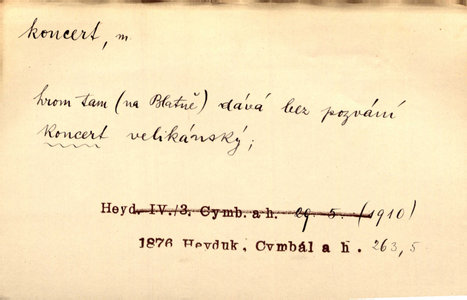 koncert, m.
hrom tam (na Blatně) dává bez pozvání
koncert velikánský;
Heyd. IV./3. Cymb. a h. 29. 5. (1910)
1876 Heyduk, Cymbál a h. 263, 5